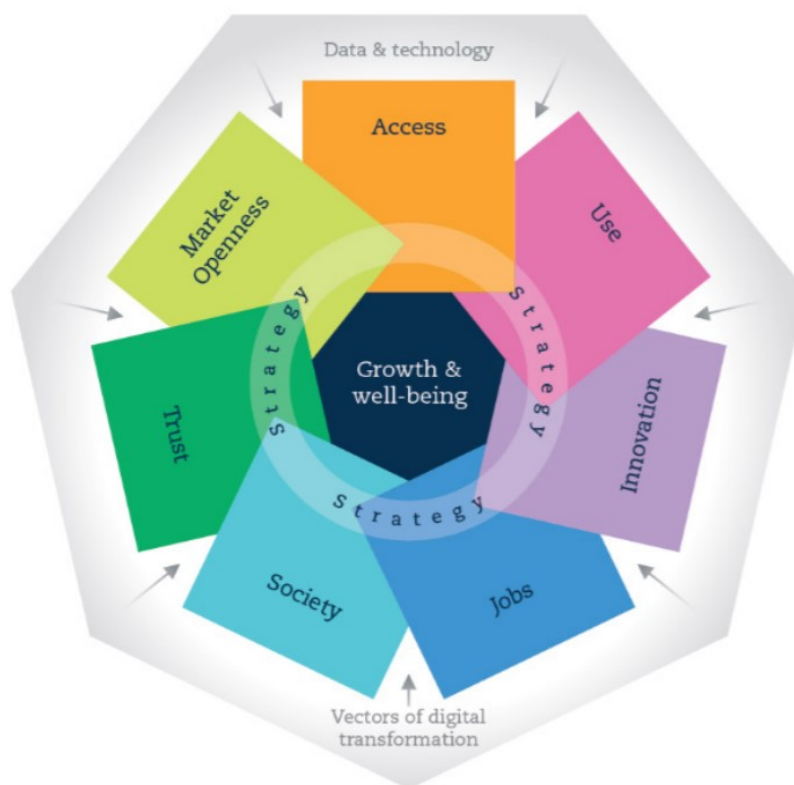 Data & technology
Access
Use
Market
Openness
Strategy
Strategy
Growth &
well-being
Trust
Innovation
Strategy
Society
Jobs
Vectors of digital
transformation